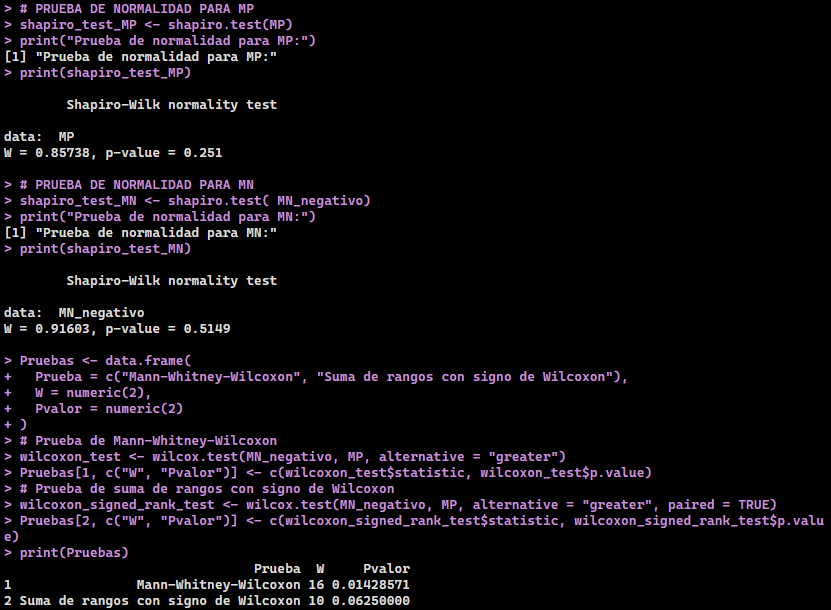 > # PRUEBA DE NORMALIDAD PARA MP
> shapiro_test_MP <- shapiro.test(MP)
> print("Prueba de normalidad para MP:")
[1] "Prueba de normalidad para MP:"
> print(shapiro_test_MP)
Shapiro-Wilk normality test
data:  MP
W = 0.85738, p-value = 0.251
> # PRUEBA DE NORMALIDAD PARA MN
> shapiro_test_MN <- shapiro.test( MN_negativo)
> print("Prueba de normalidad para MN:")
[1] "Prueba de normalidad para MN:"
> print(shapiro_test_MN)
Shapiro-Wilk normality test
data:  MN_negativo
W = 0.91603, p-value = 0.5149
> Pruebas <- data.frame(
+   Prueba = c("Mann-Whitney-Wilcoxon", "Suma de rangos con signo de Wilcoxon"),
+   W = numeric(2),
+   Pvalor = numeric(2)
+ )
> # Prueba de Mann-Whitney-Wilcoxon
> wilcoxon_test <- wilcox.test(MN_negativo, MP, alternative = "greater")
> Pruebas[1, c("W", "Pvalor")] <- c(wilcoxon_test$statistic, wilcoxon_test$p.value)
> # Prueba de suma de rangos con signo de Wilcoxon
> wilcoxon_signed_rank_test <- wilcox.test(MN_negativo, MP, alternative = "greater", paired = TRUE)
> Pruebas[2, c("W", "Pvalor")] <- c(wilcoxon_signed_rank_test$statistic, wilcoxon_signed_rank_test$p.valu
e)
> print(Pruebas)
Prueba  W     Pvalor
1                Mann-Whitney-Wilcoxon 16 0.01428571
2 Suma de rangos con signo de Wilcoxon 10 0.06250000